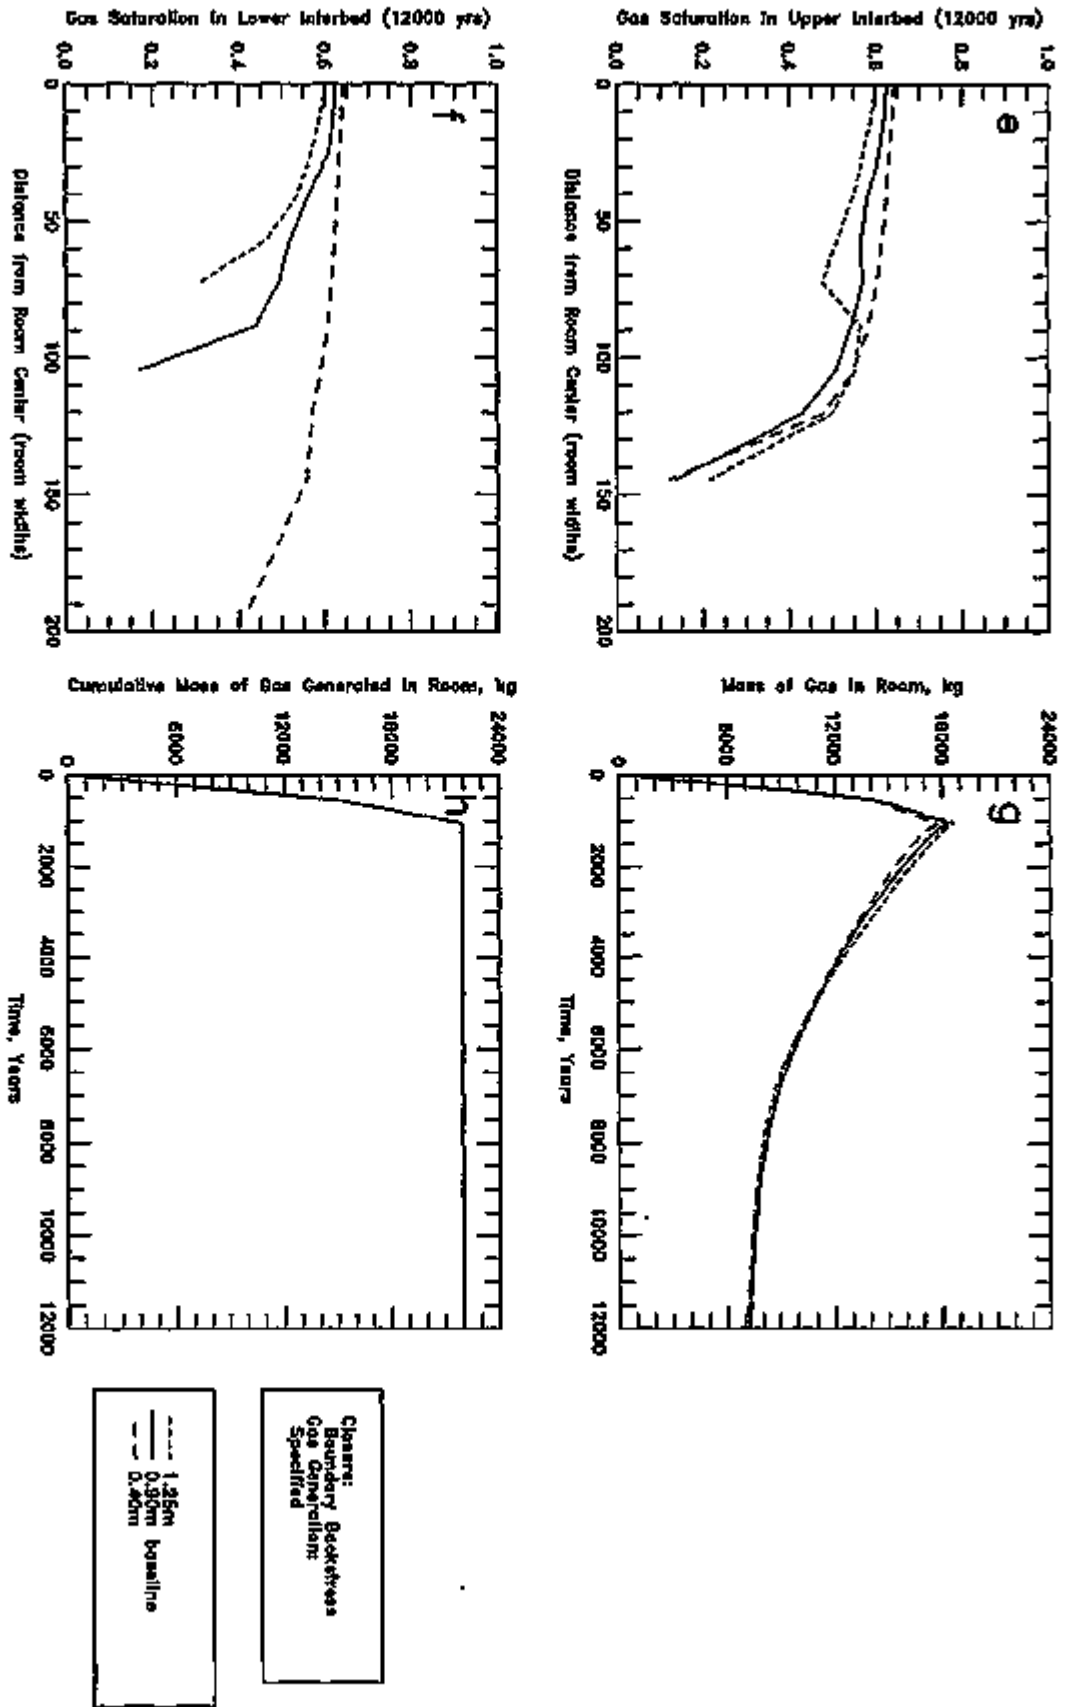 e
Gas Saturation in Upper Interbed (12000 yrs)
1.0
0.8
0.6
0.4
0.2
0.0
0 50 100 150 200
Distance from Room Center (room widths)
f
Gas Saturation in Lower Interbed (12000 yrs)
1.0
0.8
0.6
0.4
0.2
0.0
0 50 100 150 200
Distance from Room Center (room widths)
g
Mass of Gas in Room, kg
24000
18000
12000
6000
0
0 2000 4000 6000 8000 10000 12000
Time, Years
h
Cumulative Mass of Gas Generated in Room, kg
24000
18000
12000
6000
0
0 2000 4000 6000 8000 10000 12000
Time, Years
Closure:
Boundary Backstress
Gas Generation:
Specified
1.25m
0.90m baseline
0.40m